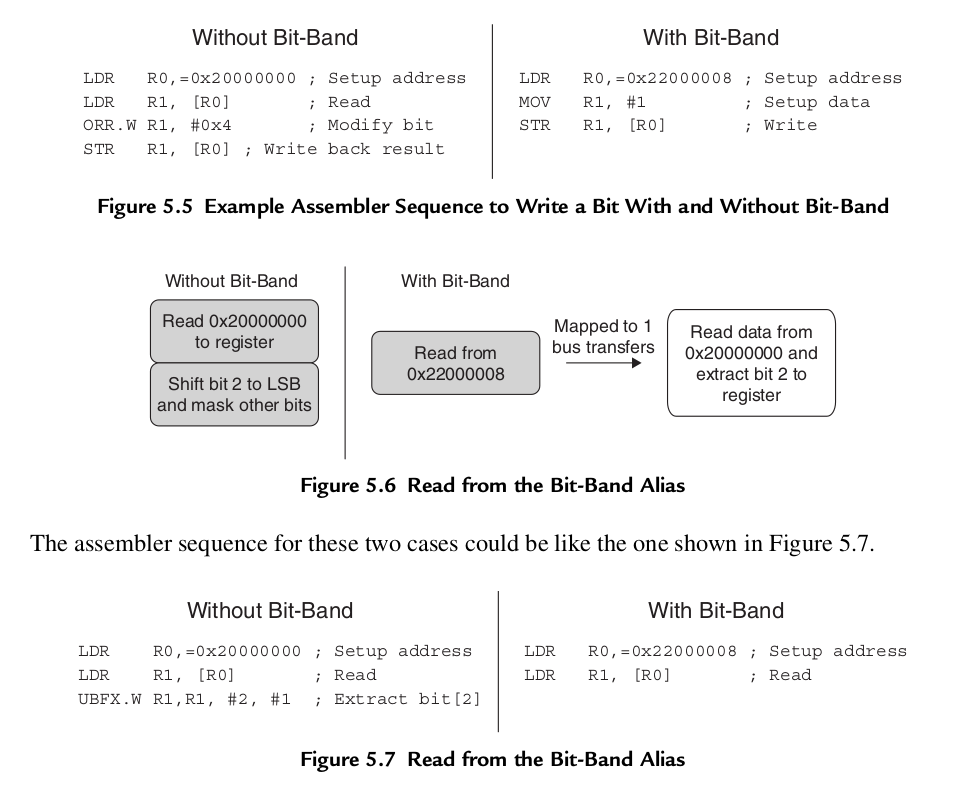 Without Bit-Band
LDR R0,=0x20000000 ; Setup address
LDR R1, [R0] ; Read
ORR.W R1, #0x4 ; Modify bit
STR R1, [R0] ; Write back result
With Bit-Band
LDR R0,=0x22000008 ; Setup address
MOV R1, #1 ; Setup data
STR R1, [R0] ; Write
Figure 5.5 Example Assembler Sequence to Write a Bit With and Without Bit-Band
Without Bit-Band
Read 0x20000000
to register
Shift bit 2 to LSB
and mask other bits
With Bit-Band
Read from
0x22000008
Mapped to 1
bus transfers
Read data from
0x20000000 and
extract bit 2 to
register
Figure 5.6 Read from the Bit-Band Alias
The assembler sequence for these two cases could be like the one shown in Figure 5.7.
Without Bit-Band
LDR R0,=0x20000000 ; Setup address
LDR R1, [R0] ; Read
UBFX.W R1,R1, #2, #1 ; Extract bit[2]
With Bit-Band
LDR R0,=0x22000008 ; Setup address
LDR R1, [R0] ; Read
Figure 5.7 Read from the Bit-Band Alias